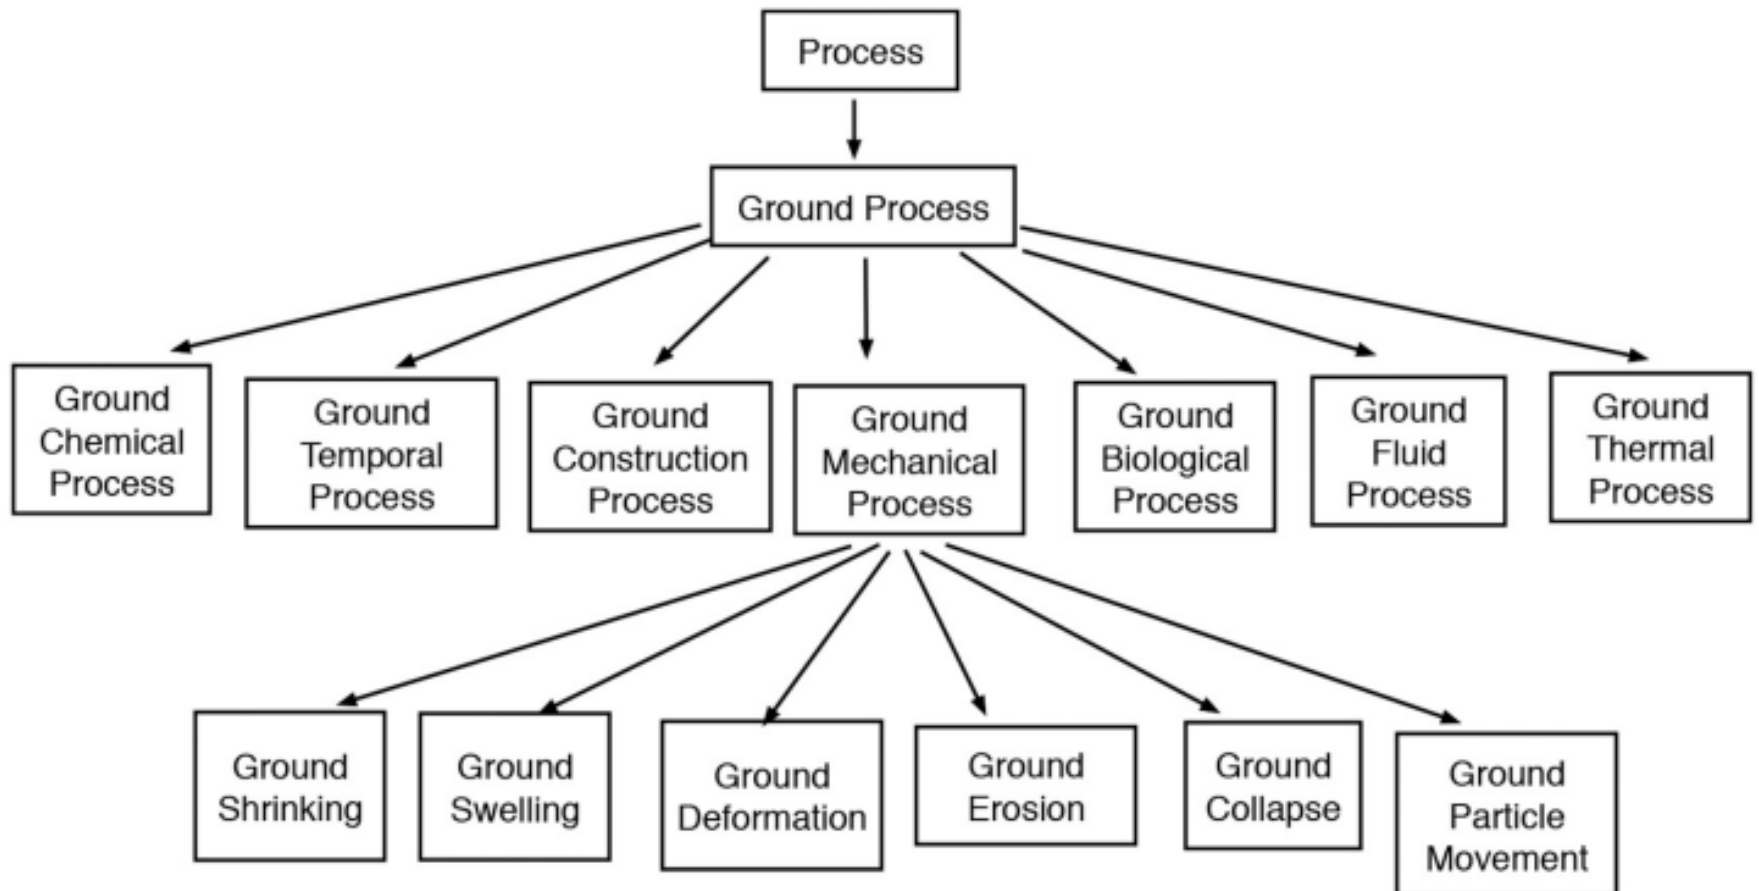 Process
Ground Process
Ground
Chemical
Process
Ground
Temporal
Process
Ground
Construction
Process
Ground
Mechanical
Process
Ground
Biological
Process
Ground
Fluid
Process
Ground
Thermal
Process
Ground
Shrinking
Ground
Swelling
Ground
Deformation
Ground
Erosion
Ground
Collapse
Ground
Particle
Movement